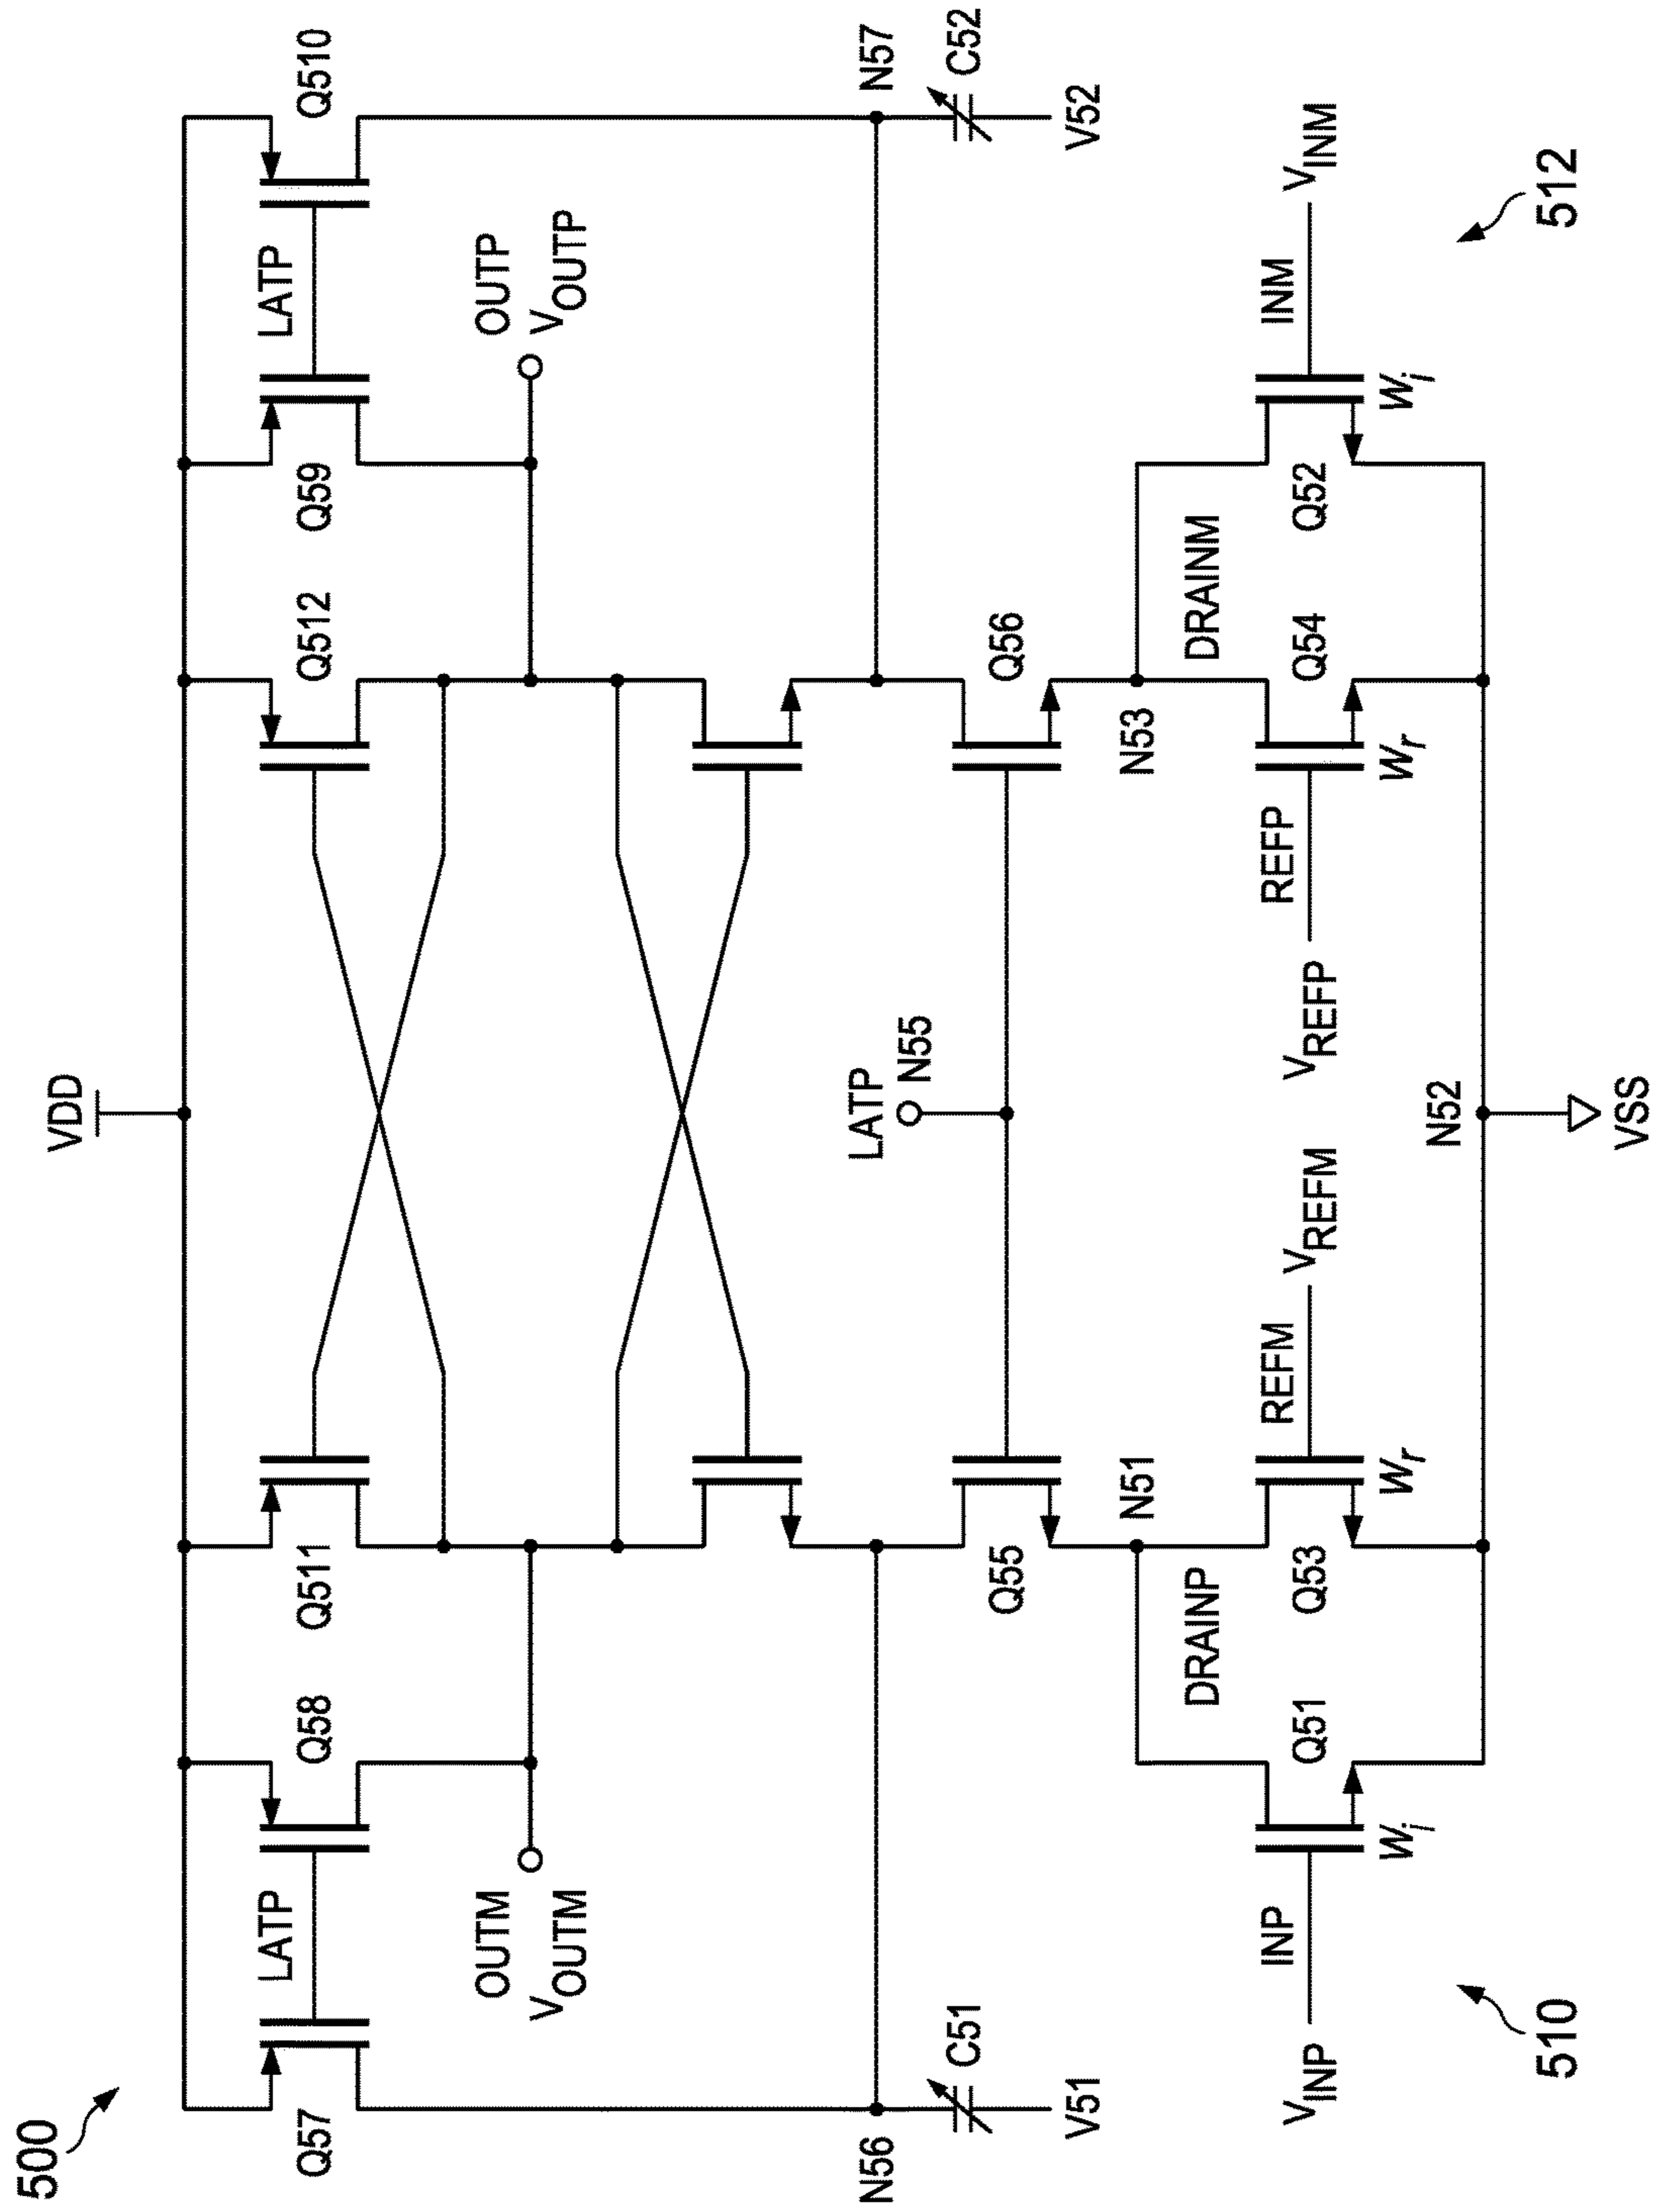 500
VDD
Q57
LATP
Q58
Q511
Q512
Q59
LATP
Q510
OUTM
VOUTM
OUTP
VOUTP
N56
LATP
N55
N57
C51
V51
Q55
Q56
C52
V52
N51
N53
DRAINP
DRAINM
VINP
INP
Q51
Wi
Q53
Wr
REFM
VREFM
VREFP
REFP
Q54
Wr
Q52
Wi
INM
VINM
N52
510
512
VSS